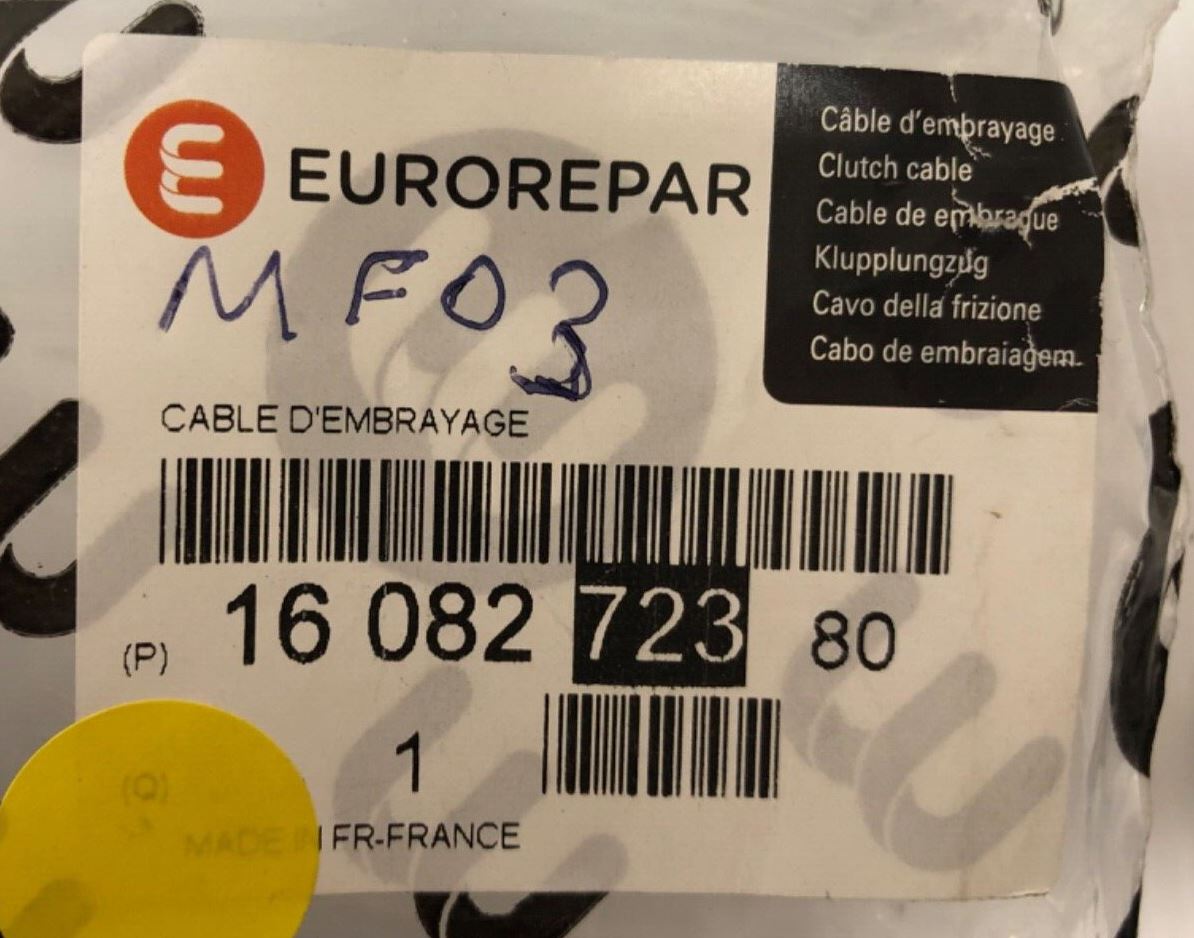 EUROREPAR
Câble d'embrayage
Clutch cable
Cable de embrague
Klupplungzug
Cavo della frizione
Cabo de embraiagem
MF03
CABLE D'EMBRAYAGE
(P) 16 082 723 80
(Q) 1
MADE IN FR-FRANCE